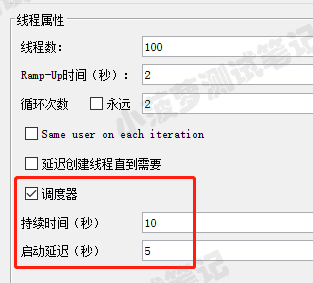 线程属性
线程数: 100
Ramp-Up时间（秒）: 2
循环次数 永远 2
Same user on each iteration
延迟创建线程直到需要
调度器
持续时间（秒） 10
启动延迟（秒） 5
小菠萝测试笔记